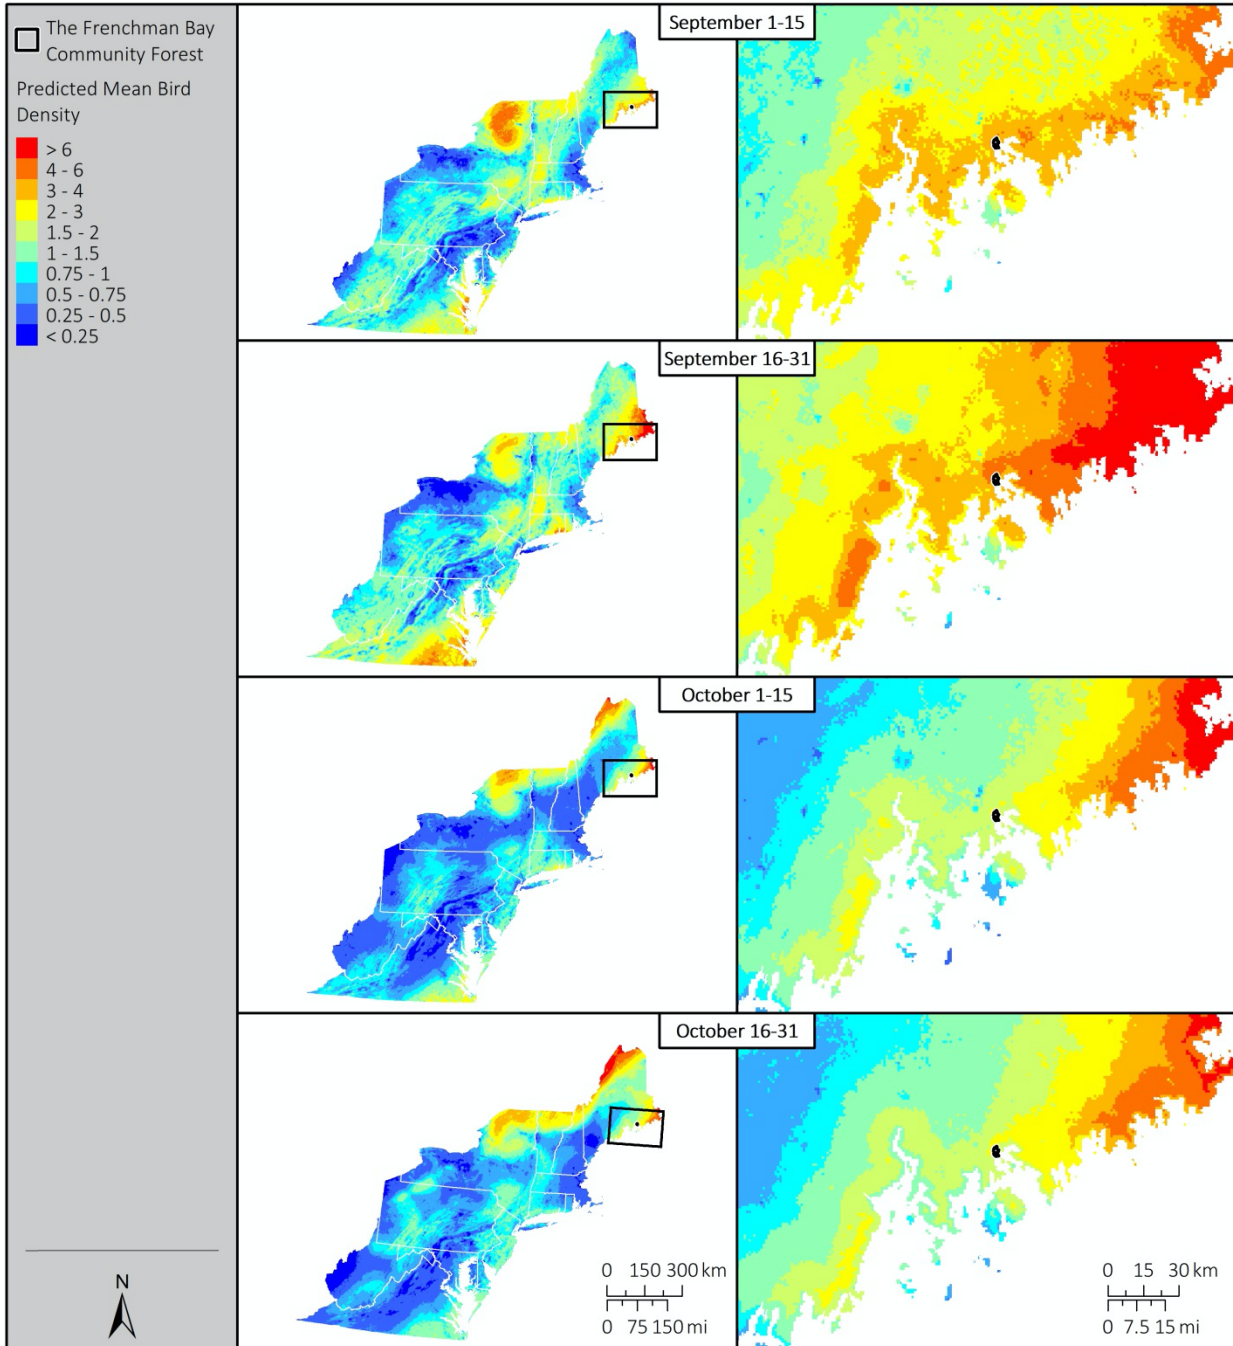 The Frenchman Bay
Community Forest
Predicted Mean Bird
Density
> 6
4 - 6
3 - 4
2 - 3
1.5 - 2
1 - 1.5
0.75 - 1
0.5 - 0.75
0.25 - 0.5
< 0.25
N
September 1-15
September 16-31
October 1-15
October 16-31
0 150 300 km
0 75 150 mi
0 15 30 km
0 7.5 15 mi